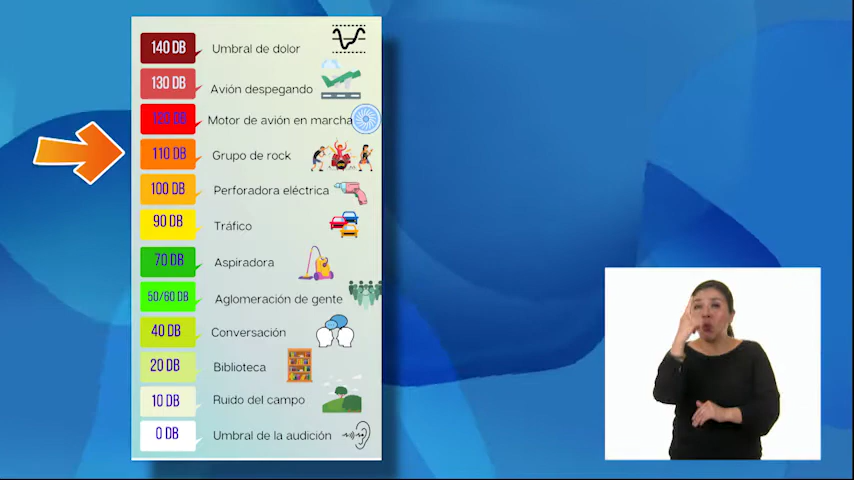 140 DB Umbral de dolor
130 DB Avión despegando
120 DB Motor de avión en marcha
110 DB Grupo de rock
100 DB Perforadora eléctrica
90 DB Tráfico
70 DB Aspiradora
50/60 DB Aglomeración de gente
40 DB Conversación
20 DB Biblioteca
10 DB Ruido del campo
0 DB Umbral de la audición